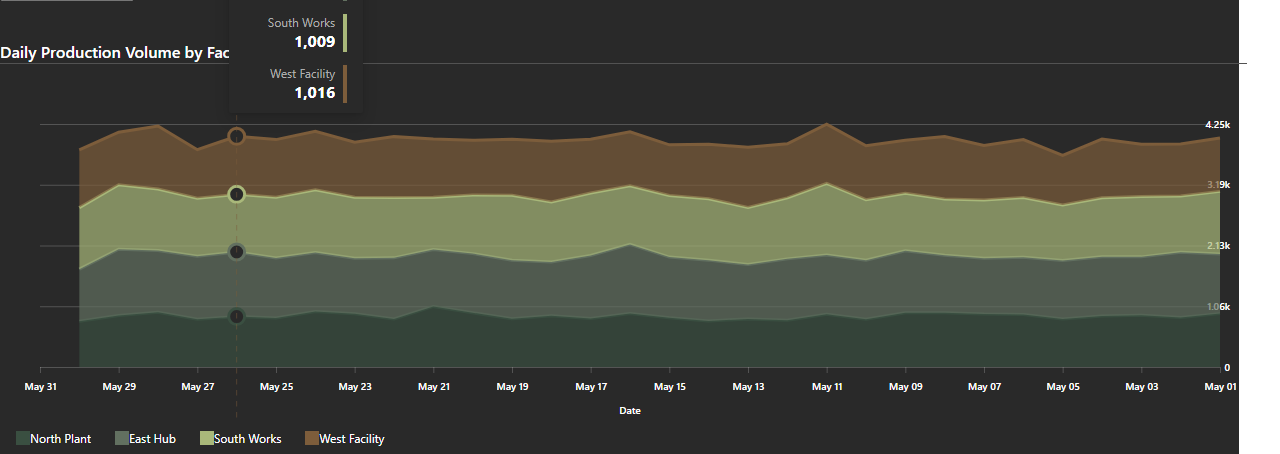 South Works
1,009
Daily Production Volume by Fac
West Facility
1,016
4.25k
3.19k
2.13k
1.06k
0
May 31 May 29 May 27 May 25 May 23 May 21 May 19 May 17 May 15 May 13 May 11 May 09 May 07 May 05 May 03 May 01
Date
North Plant East Hub South Works West Facility